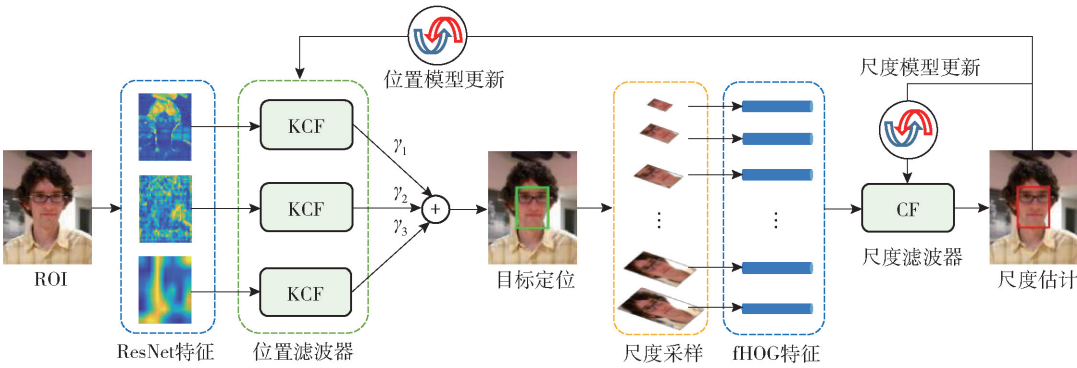 位置模型更新
尺度模型更新
KCF
γ1
KCF
γ2
γ3
+
KCF
CF
ROI
目标定位
尺度滤波器
尺度估计
ResNet特征
位置滤波器
尺度采样
fHOG特征